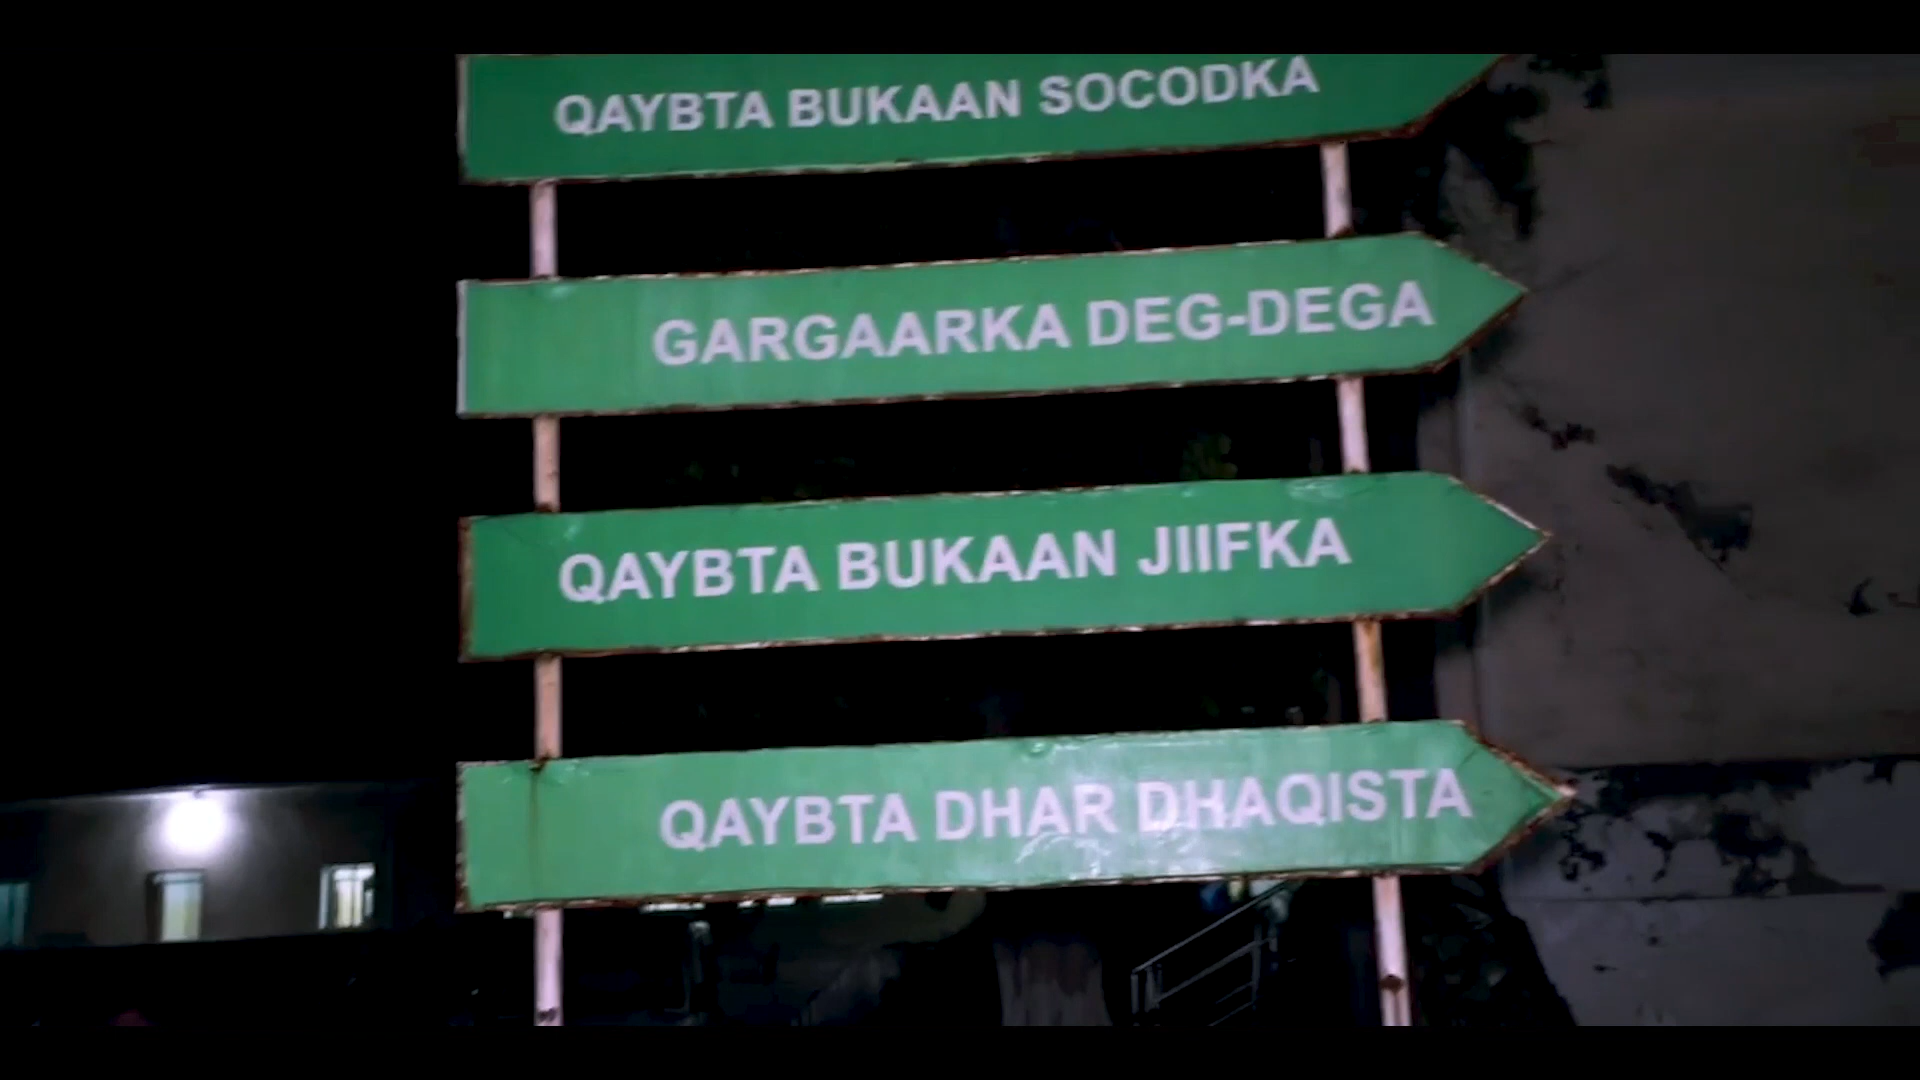 QAYBTA BUKAAN SOCODKA
GARGAARKA DEG-DEGA
QAYBTA BUKAAN JIIFKA
QAYBTA DHAR DHAQISTA